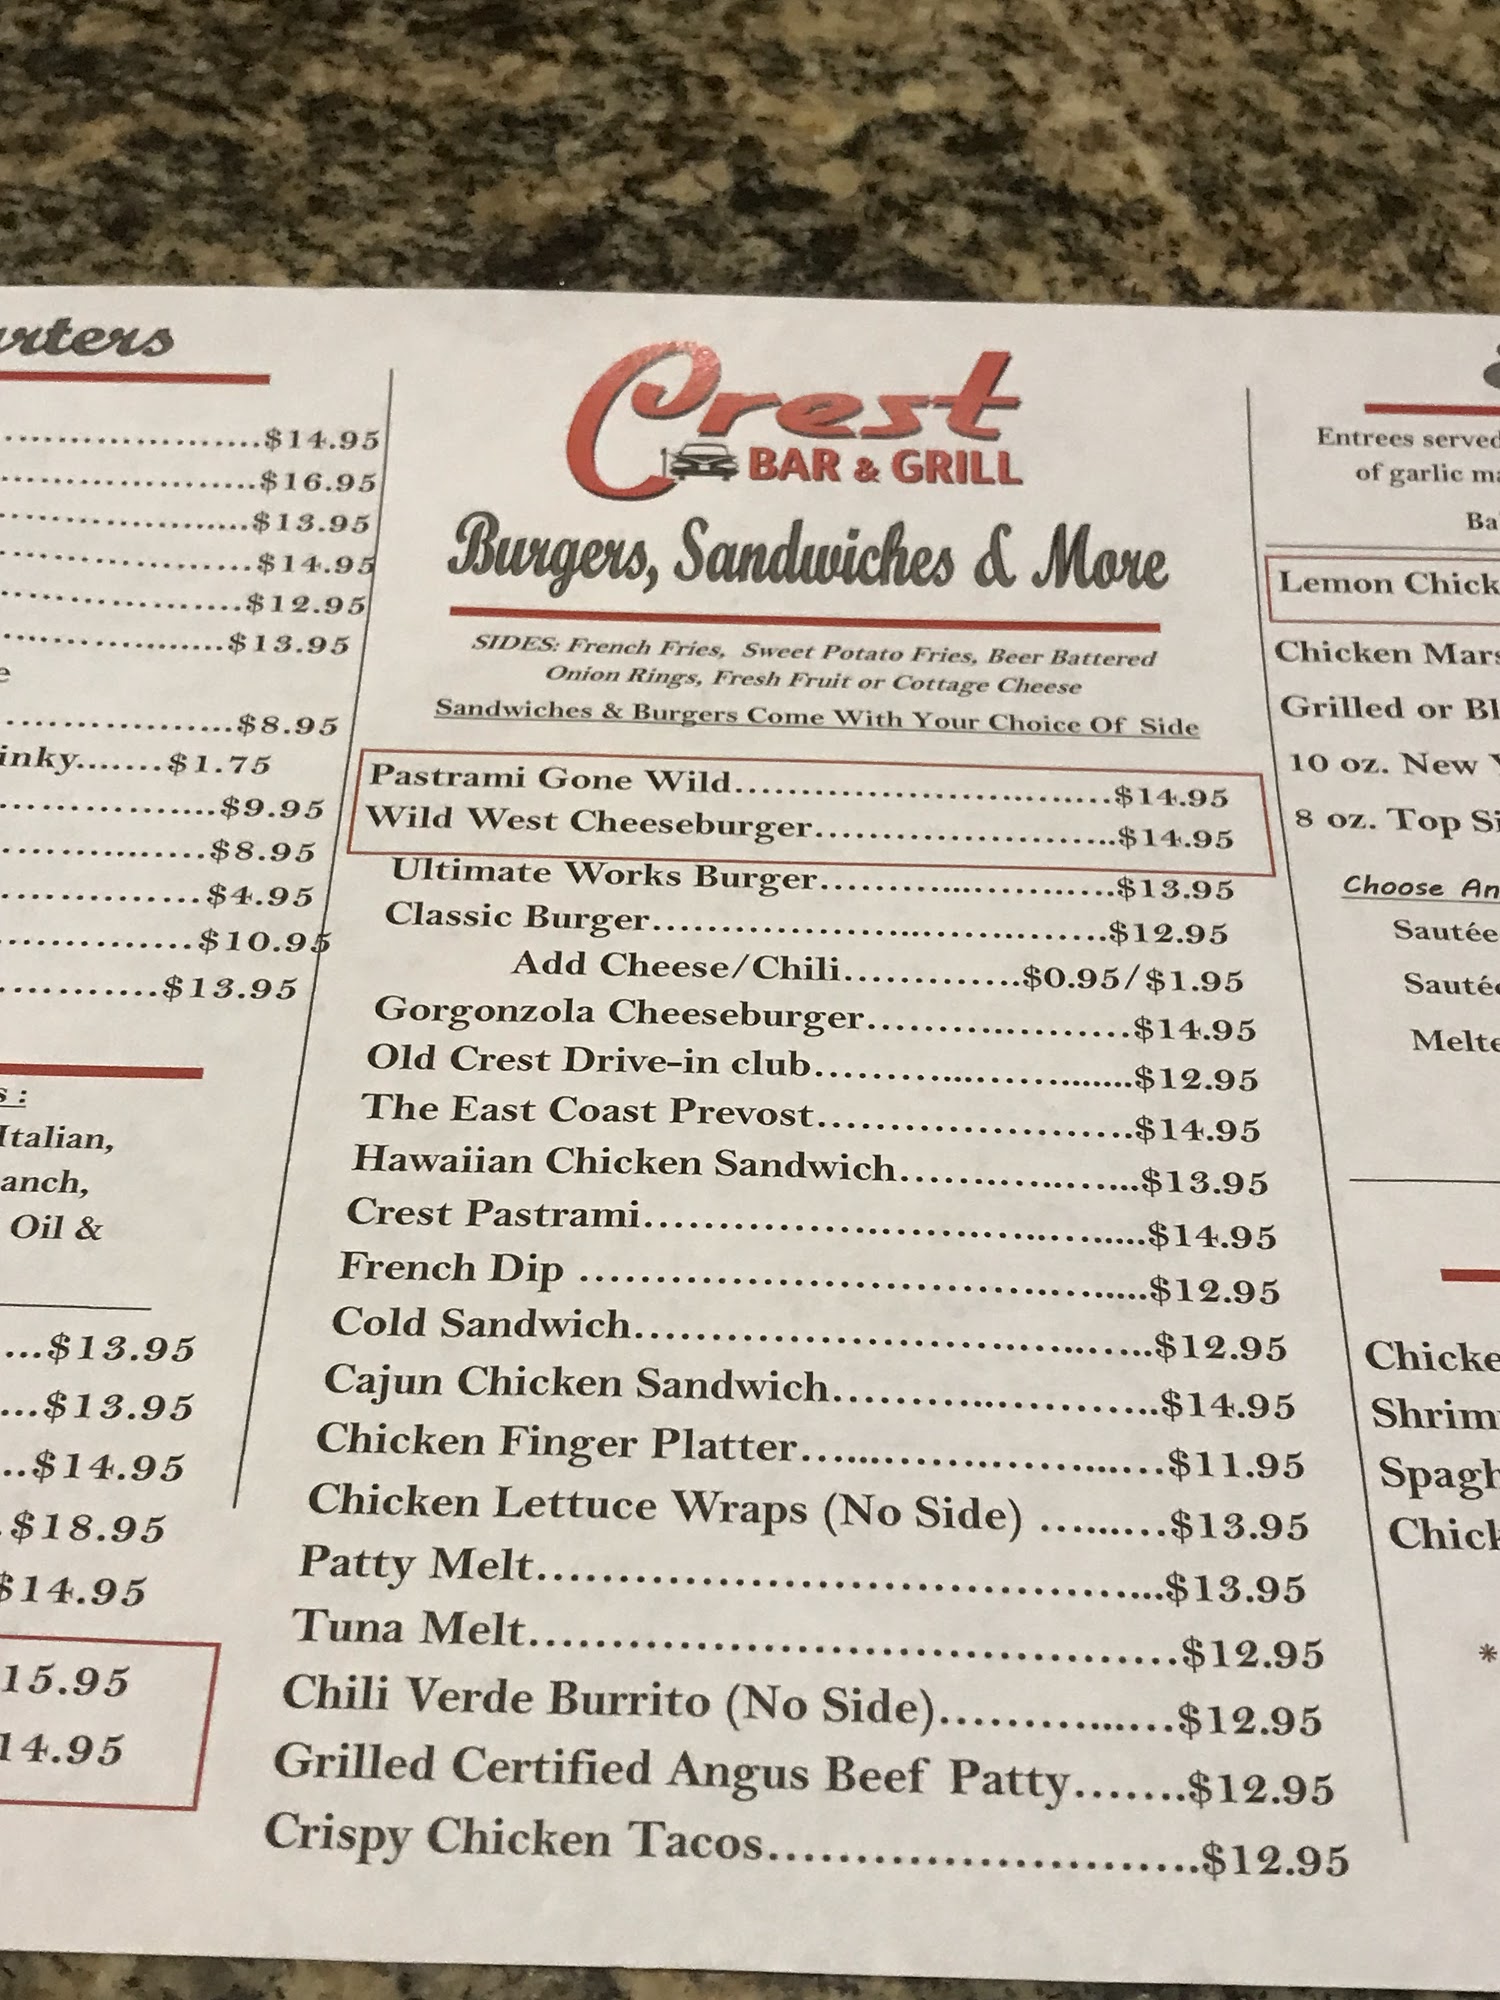 $14.95
$16.95
$13.95
$14.95
$12.95
$13.95
$8.95
$1.75
$9.95
$8.95
$4.95
$10.95
$13.95
Italian,
Oil &
$13.95
$13.95
$14.95
$18.95
$14.95
15.95
14.95
Crest
BAR & GRILL
Burgers, Sandwiches & More
SIDES: French Fries, Sweet Potato Fries, Beer Battered
Onion Rings, Fresh Fruit or Cottage Cheese
Sandwiches & Burgers Come With Your Choice Of Side
Pastrami Gone Wild.......................................$14.95
Wild West Cheeseburger...............................$14.95
Ultimate Works Burger..............................$13.95
Classic Burger..............................................$12.95
Add Cheese/Chili..................$0.95/$1.95
Gorgonzola Cheeseburger..........................$14.95
Old Crest Drive-in club................................$12.95
The East Coast Prevost................................$14.95
Hawaiian Chicken Sandwich........................$13.95
Crest Pastrami..................................................$14.95
French Dip ........................................................$12.95
Cold Sandwich...................................................$12.95
Cajun Chicken Sandwich................................$14.95
Chicken Finger Platter...................................$11.95
Chicken Lettuce Wraps (No Side) ............$13.95
Patty Melt.........................................................$13.95
Tuna Melt..........................................................$12.95
Chili Verde Burrito (No Side).....................$12.95
Grilled Certified Angus Beef Patty.......$12.95
Crispy Chicken Tacos....................................$12.95
Entrees served
of garlic
Lemon
Chicken
Grilled or
10 oz. New
8 oz. Top
Choose
Sautée